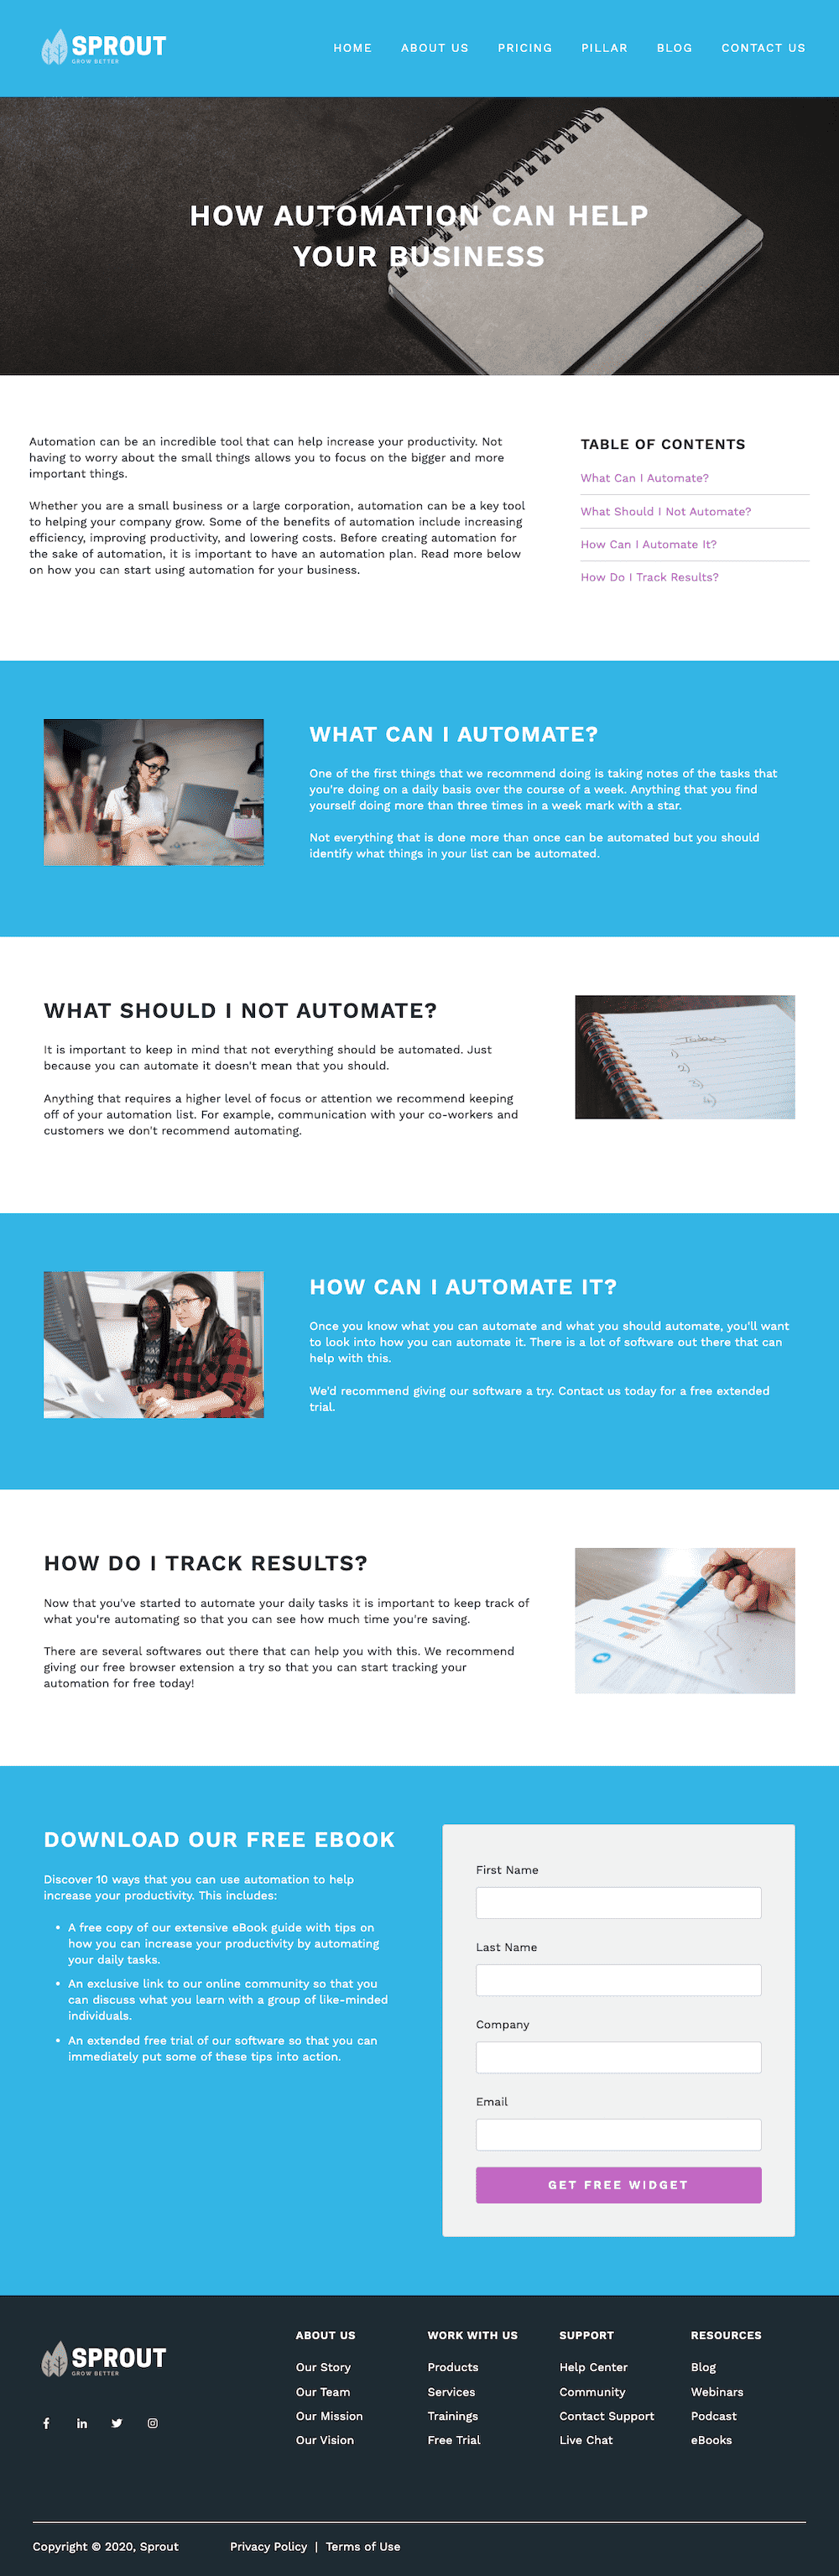 SPROUT
GROW BETTER
HOME ABOUT US PRICING PILLAR BLOG CONTACT US
HOW AUTOMATION CAN HELP
YOUR BUSINESS
Automation can be an incredible tool that can help increase your productivity. Not
having to worry about the small things allows you to focus on the bigger and more
important things.
Whether you are a small business or a large corporation, automation can be a key tool
to helping your company grow. Some of the benefits of automation include increasing
efficiency, improving productivity, and lowering costs. Before creating automation for
the sake of automation, it is important to have an automation plan. Read more below
on how you can start using automation for your business.
TABLE OF CONTENTS
What Can I Automate?
What Should I Not Automate?
How Can I Automate It?
How Do I Track Results?
WHAT CAN I AUTOMATE?
One of the first things that we recommend doing is taking notes of the tasks that
you're doing on a daily basis over the course of a week. Anything that you find
yourself doing more than three times in a week mark with a star.
Not everything that is done more than once can be automated but you should
identify what things in your list can be automated.
WHAT SHOULD I NOT AUTOMATE?
It is important to keep in mind that not everything should be automated. Just
because you can automate it doesn't mean that you should.
Anything that requires a higher level of focus or attention we recommend keeping
off of your automation list. For example, communication with your co-workers and
customers we don't recommend automating.
1)
2)
3)
4)
HOW CAN I AUTOMATE IT?
Once you know what you can automate and what you should automate, you'll want
to look into how you can automate it. There is a lot of software out there that can
help with this.
We'd recommend giving our software a try. Contact us today for a free extended
trial.
HOW DO I TRACK RESULTS?
Now that you've started to automate your daily tasks it is important to keep track of
what you're automating so that you can see how much time you're saving.
There are several softwares out there that can help you with this. We recommend
giving our free browser extension a try so that you can start tracking your
automation for free today!
DOWNLOAD OUR FREE EBOOK
Discover 10 ways that you can use automation to help
increase your productivity. This includes:
• A free copy of our extensive eBook guide with tips on
how you can increase your productivity by automating
your daily tasks.
• An exclusive link to our online community so that you
can discuss what you learn with a group of like-minded
individuals.
• An extended free trial of our software so that you can
immediately put some of these tips into action.
First Name
Last Name
Company
Email
GET FREE WIDGET
SPROUT
GROW BETTER
ABOUT US
Our Story
Our Team
Our Mission
Our Vision
WORK WITH US
Products
Services
Trainings
Free Trial
SUPPORT
Help Center
Community
Contact Support
Live Chat
RESOURCES
Blog
Webinars
Podcast
eBooks
Copyright © 2020, Sprout
Privacy Policy | Terms of Use